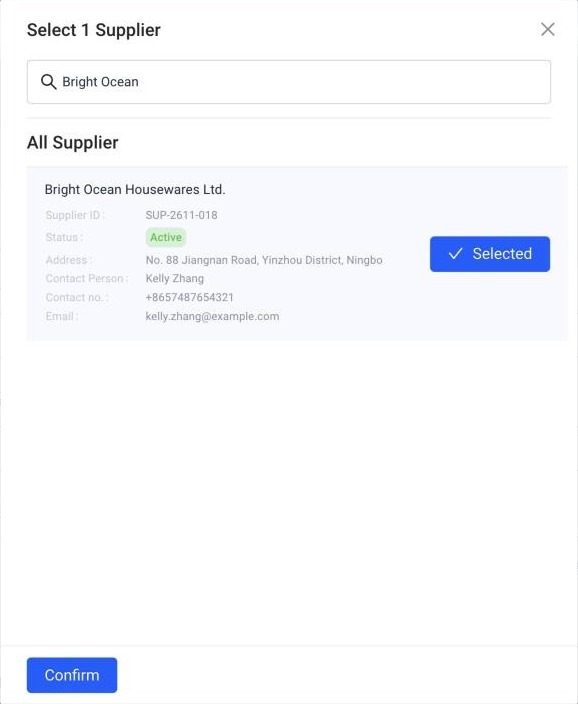 Select 1 Supplier
Bright Ocean
All Supplier
Bright Ocean Housewares Ltd.
Supplier ID : SUP-2611-018
Status : Active
Address : No. 88 Jiangnan Road, Yinzhou District, Ningbo
Contact Person : Kelly Zhang
Contact no. : +8657487654321
Email : kelly.zhang@example.com
Selected
Confirm